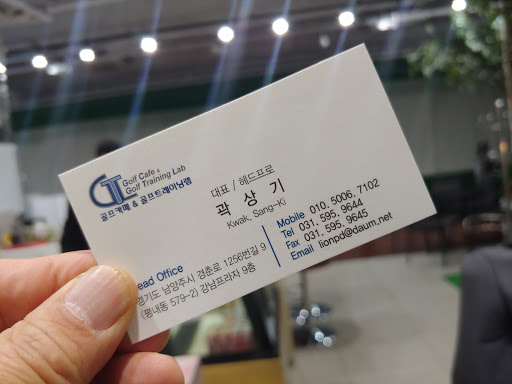 GTL
Golf Cafe &
Golf Training Lab
골프카페 & 골프트레이닝랩
대표 / 헤드프로
곽 상 기
Kwak, Sang-Ki
Head Office
경기도 남양주시 경춘로 1256번길 9
(평내동 579-2) 강남프라자 9층
Mobile 010. 5006. 7102
Tel 031. 595. 9644
Fax 031. 595. 9645
Email lionpd@daum.net